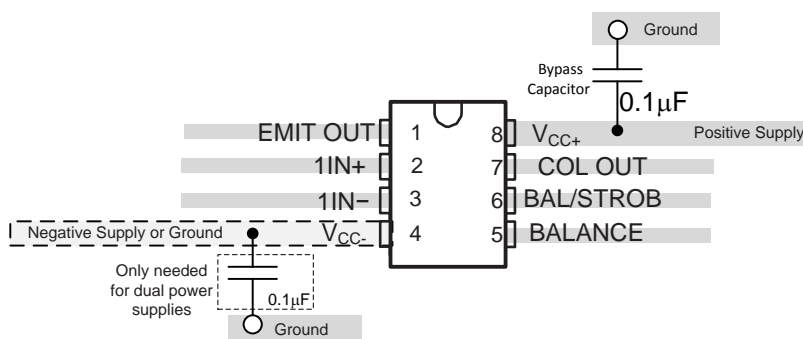 Ground
Bypass
Capacitor
0.1μF
EMIT OUT 1
8 VCC+ Positive Supply
1IN+ 2
7 COL OUT
1IN− 3
6 BAL/STROB
Negative Supply or Ground VCC- 4
5 BALANCE
Only needed
for dual power
supplies
0.1μF
Ground